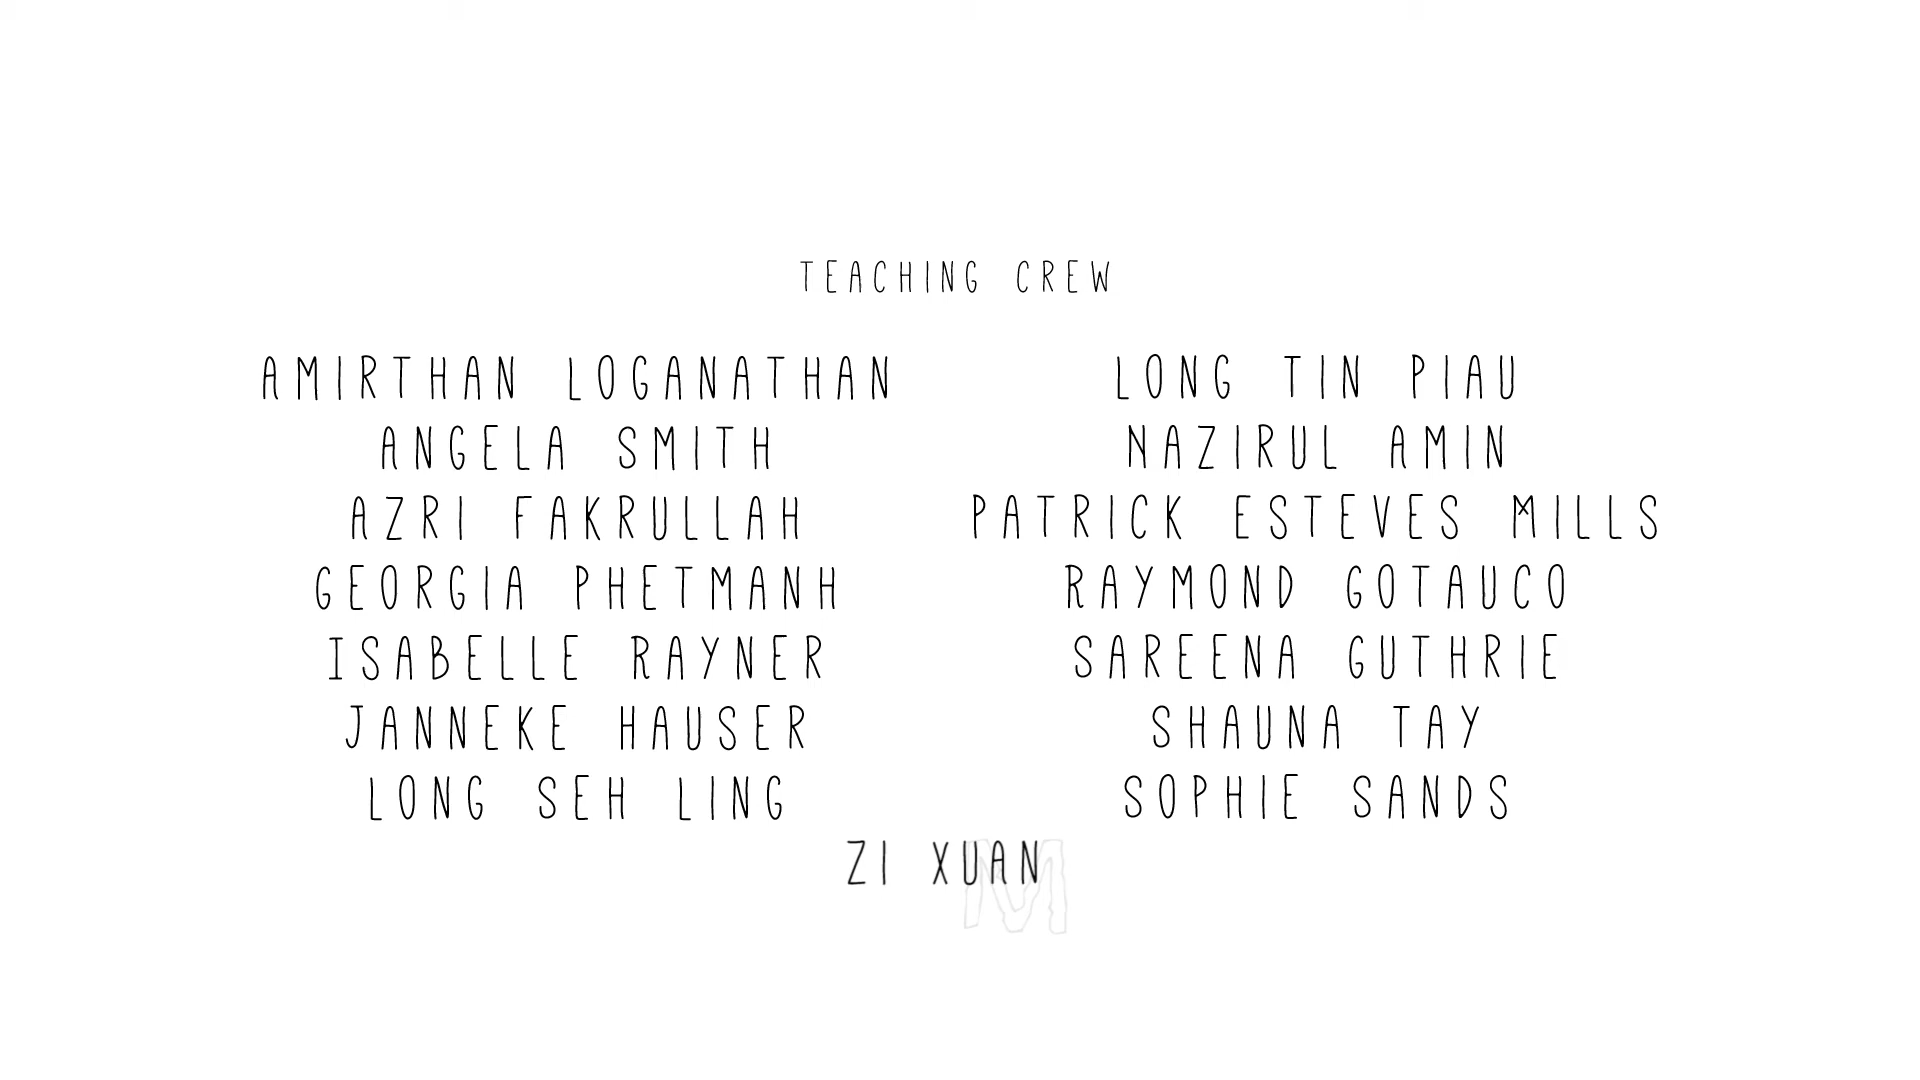 TEACHING CREW
AMIRTHAN LOGANATHAN
ANGELA SMITH
AZRI FAKRULLAH
GEORGIA PHETMANH
ISABELLE RAYNER
JANNEKE HAUSER
LONG SEH LING
LONG TIN PIAU
NAZIRUL AMIN
PATRICK ESTEVES MILLS
RAYMOND GOTAUCO
SAREENA GUTHRIE
SHAUNA TAY
SOPHIE SANDS
ZI XUAN
M